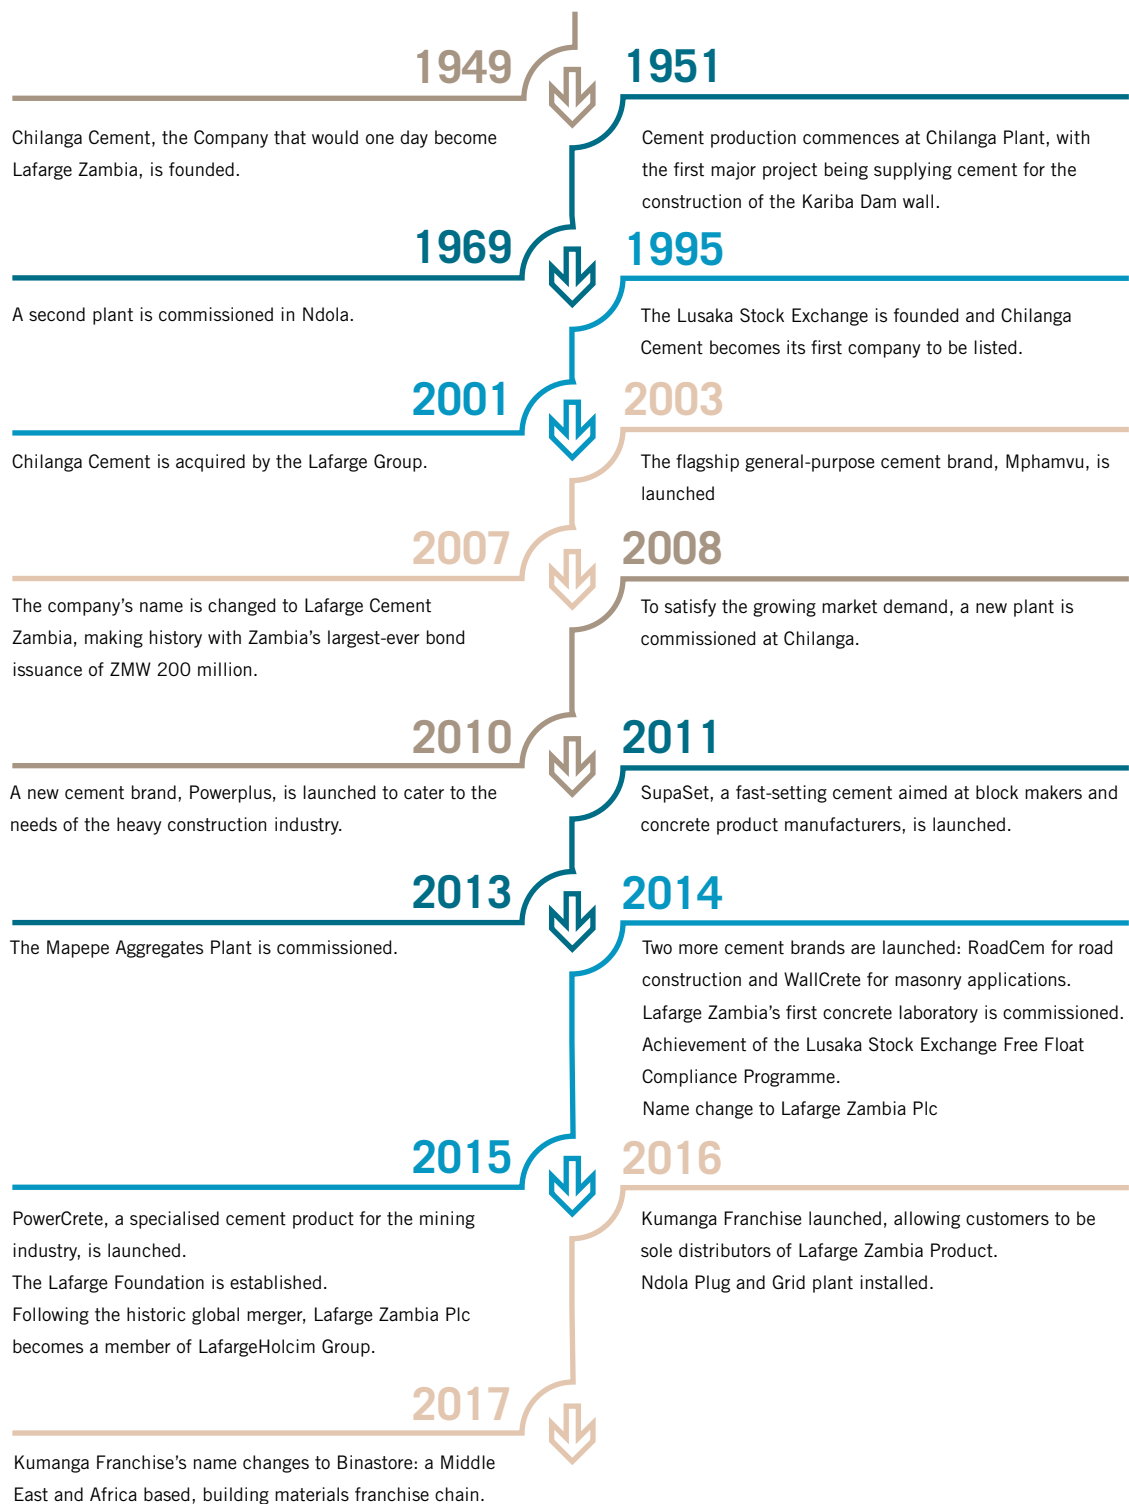 1949
Chilanga Cement, the Company that would one day become
Lafarge Zambia, is founded.
1951
Cement production commences at Chilanga Plant, with
the first major project being supplying cement for the
construction of the Kariba Dam wall.
1969
A second plant is commissioned in Ndola.
1995
The Lusaka Stock Exchange is founded and Chilanga
Cement becomes its first company to be listed.
2001
Chilanga Cement is acquired by the Lafarge Group.
2003
The flagship general-purpose cement brand, Mphamvu, is
launched
2007
The company’s name is changed to Lafarge Cement
Zambia, making history with Zambia’s largest-ever bond
issuance of ZMW 200 million.
2008
To satisfy the growing market demand, a new plant is
commissioned at Chilanga.
2010
A new cement brand, Powerplus, is launched to cater to the
needs of the heavy construction industry.
2011
SupaSet, a fast-setting cement aimed at block makers and
concrete product manufacturers, is launched.
2013
The Mapepe Aggregates Plant is commissioned.
2014
Two more cement brands are launched: RoadCem for road
construction and WallCrete for masonry applications.
Lafarge Zambia’s first concrete laboratory is commissioned.
Achievement of the Lusaka Stock Exchange Free Float
Compliance Programme.
Name change to Lafarge Zambia Plc
2015
PowerCrete, a specialised cement product for the mining
industry, is launched.
The Lafarge Foundation is established.
Following the historic global merger, Lafarge Zambia Plc
becomes a member of LafargeHolcim Group.
2016
Kumanga Franchise launched, allowing customers to be
sole distributors of Lafarge Zambia Product.
Ndola Plug and Grid plant installed.
2017
Kumanga Franchise’s name changes to Binastore: a Middle
East and Africa based, building materials franchise chain.